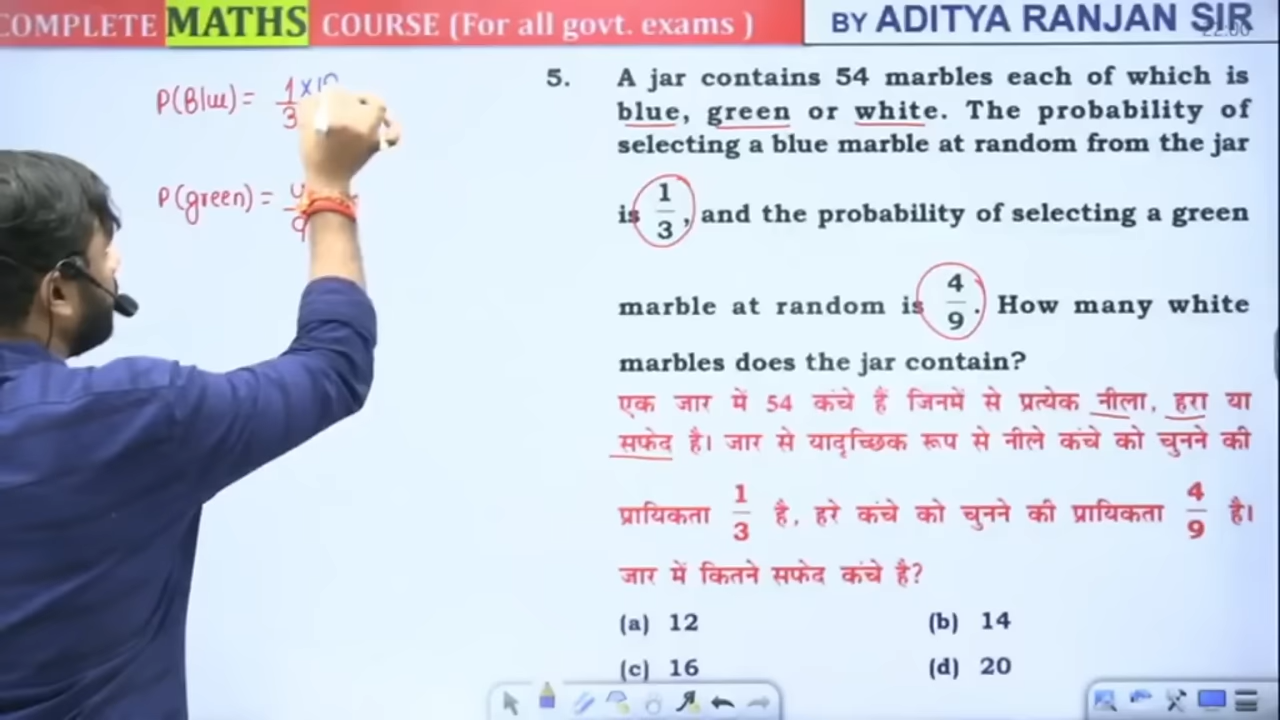 COMPLETE MATHS COURSE (For all govt. exams )
BY ADITYA RANJAN SIR
P(Blue) = 1/3 ×
P(green) = 4/9
5. A jar contains 54 marbles each of which is
blue, green or white. The probability of
selecting a blue marble at random from the jar
is 1/3, and the probability of selecting a green
marble at random is 4/9. How many white
marbles does the jar contain?
एक जार में 54 कंचे हैं जिनमें से प्रत्येक नीला, हरा या
सफेद है। जार से यादृच्छिक रूप से नीले कंचे को चुनने की
प्रायिकता 1/3 है, हरे कंचे को चुनने की प्रायिकता 4/9 है।
जार में कितने सफेद कंचे है?
(a) 12 (b) 14
(c) 16 (d) 20